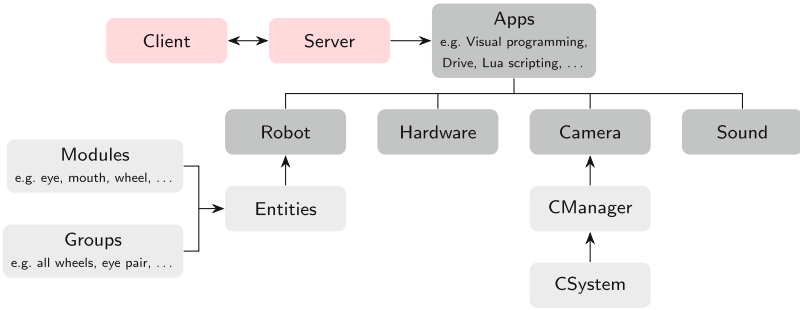 Client
Server
Apps
e.g. Visual programming,
Drive, Lua scripting, ...
Robot
Hardware
Camera
Sound
Modules
e.g. eye, mouth, wheel, ...
Entities
CManager
Groups
e.g. all wheels, eye pair, ...
CSystem